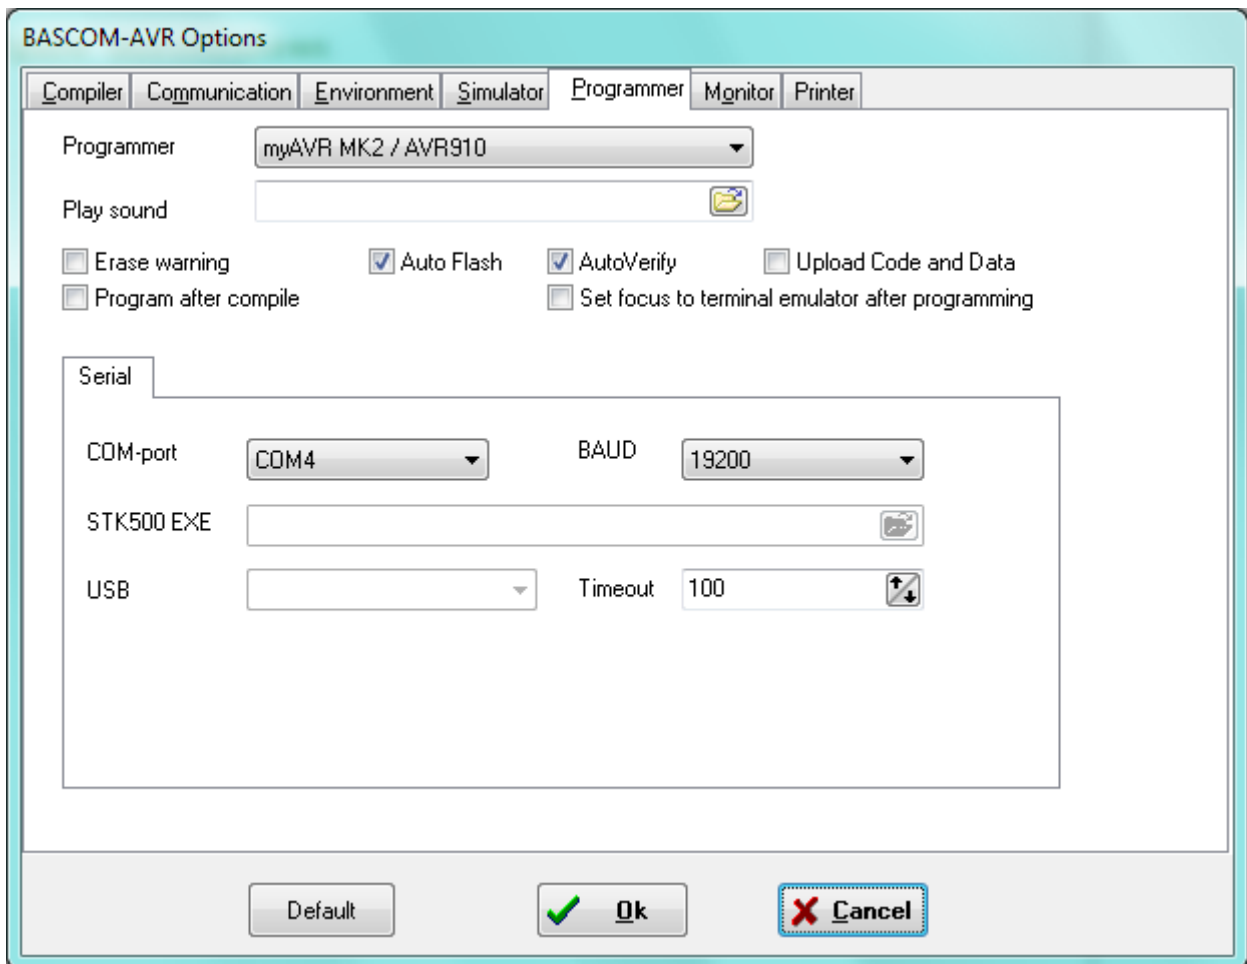 BASCOM-AVR Options
Compiler Communication Environment Simulator Programmer Monitor Printer
Programmer myAVR MK2 / AVR910
Play sound
Erase warning Auto Flash AutoVerify Upload Code and Data
Program after compile Set focus to terminal emulator after programming
Serial
COM-port COM4 BAUD 19200
STK500 EXE
USB Timeout 100
Default Ok Cancel